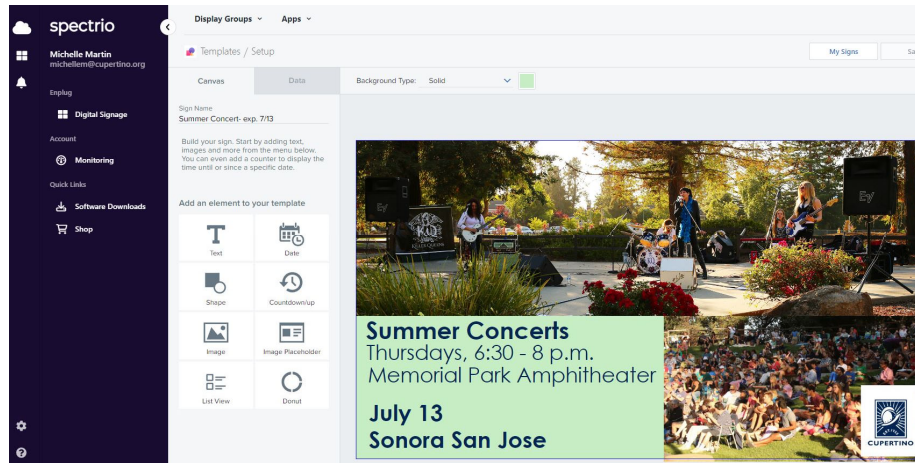 spectrio
Display Groups
Apps
Michelle Martin
michellem@cupertino.org
Templates / Setup
My Signs
Canvas
Data
Background Type: Solid
Enplug
Digital Signage
Sign Name
Summer Concert- exp. 7/13
Account
Monitoring
Build your sign. Start by adding text,
images and more from the menu below.
You can even add a counter to display the
time until or since a specific date.
Quick Links
Software Downloads
Shop
Add an element to your template
Text
Date
Shape
Countdown/up
Image
Image Placeholder
List View
Donut
EV
KQ
EV
Summer Concerts
Thursdays, 6:30 - 8 p.m.
Memorial Park Amphitheater
July 13
Sonora San Jose
CUPERTINO